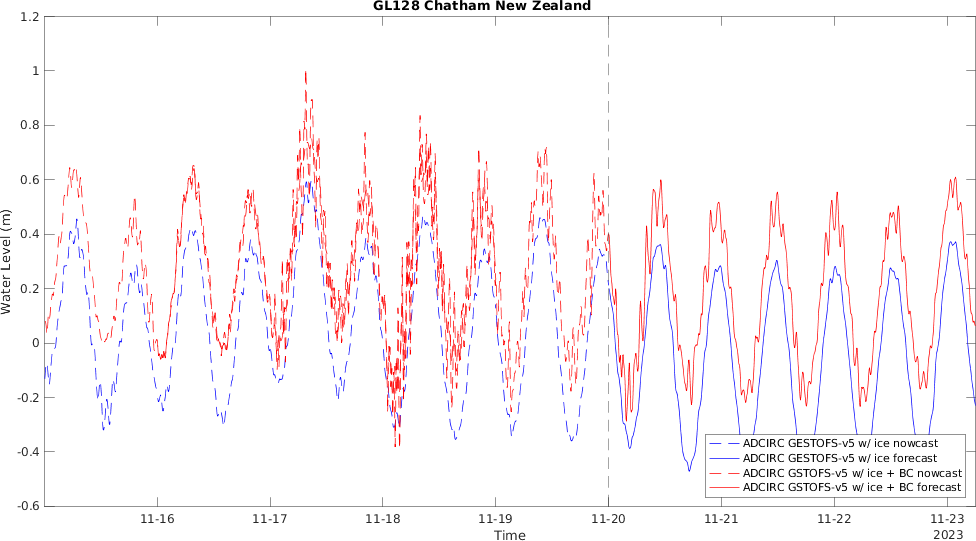 GL128 Chatham New Zealand
1.2
1
0.8
0.6
0.4
0.2
0
-0.2
-0.4
-0.6
Water Level (m)
ADCIRC GESTOFS-v5 w/ ice nowcast
ADCIRC GESTOFS-v5 w/ ice forecast
ADCIRC GSTOFS-v5 w/ ice + BC nowcast
ADCIRC GSTOFS-v5 w/ ice + BC forecast
11-16 11-17 11-18 11-19 11-20 11-21 11-22 11-23
2023
Time